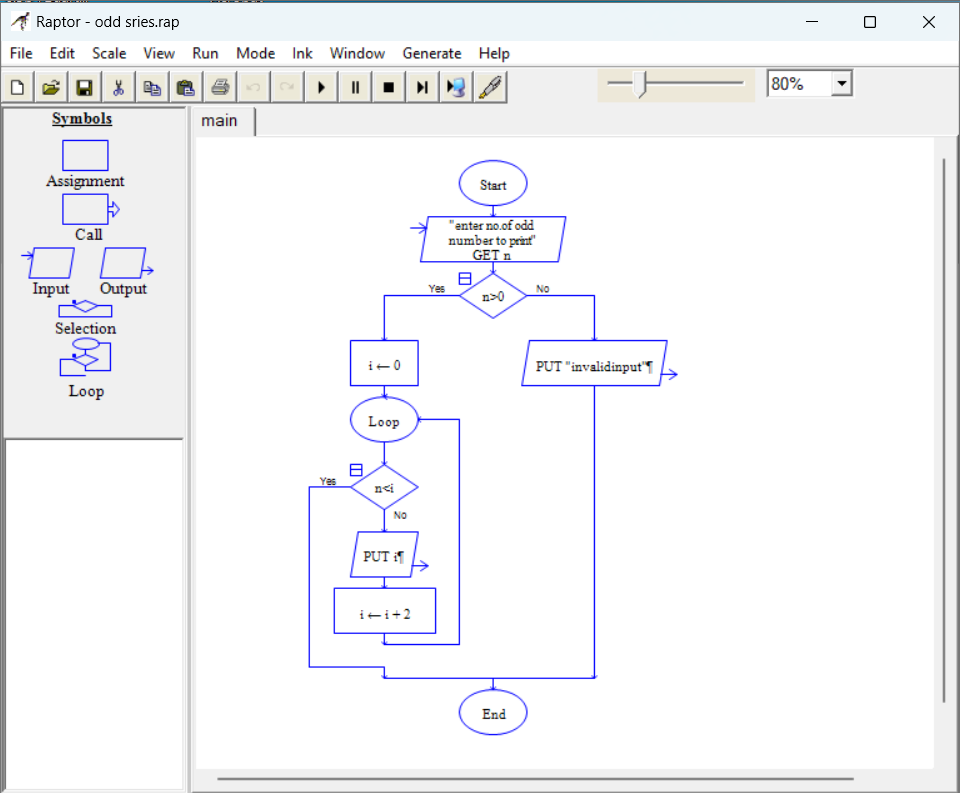 Raptor - odd sries.rap
File Edit Scale View Run Mode Ink Window Generate Help
80%
Symbols
Assignment
Call
Input Output
Selection
Loop
main
Start
"enter no.of odd
number to print"
GET n
Yes
n>0
No
i ← 0
PUT "invalidinput"¶
Loop
Yes
n<i
No
PUT i¶
i ← i + 2
End